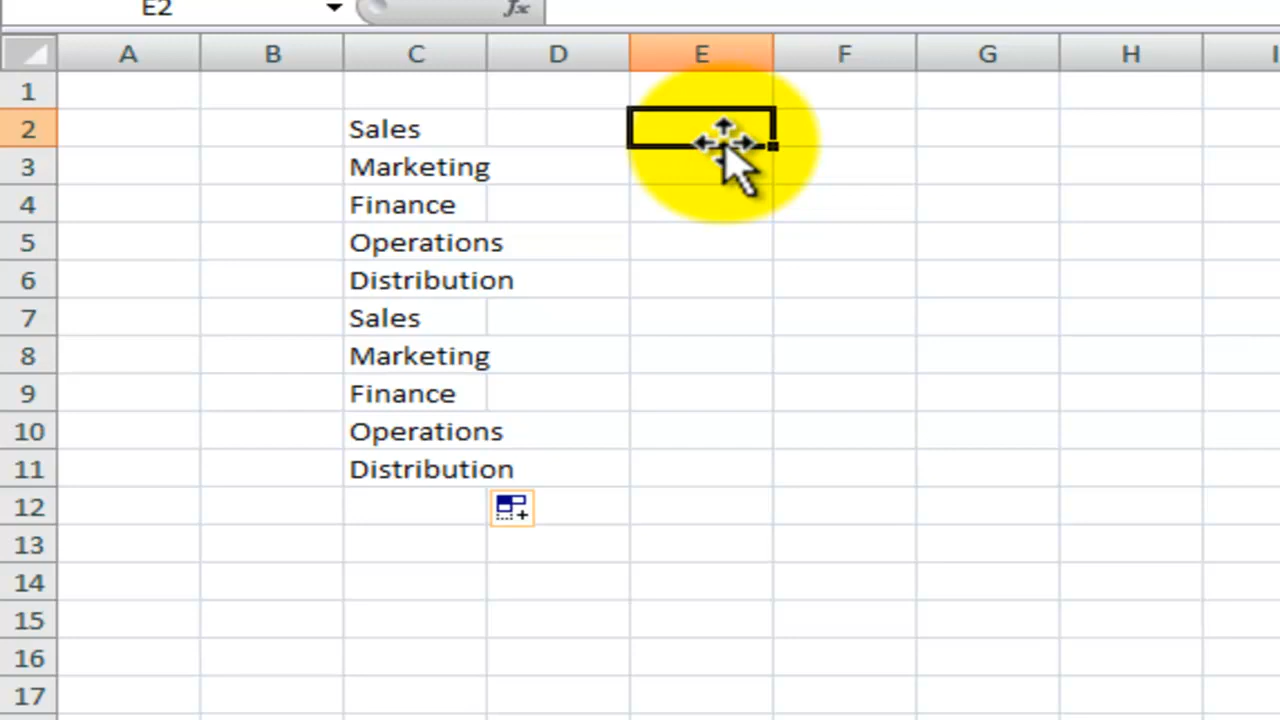 E2 fx
A B C D E F G H I
1
2 Sales
3 Marketing
4 Finance
5 Operations
6 Distribution
7 Sales
8 Marketing
9 Finance
10 Operations
11 Distribution
12
13
14
15
16
17